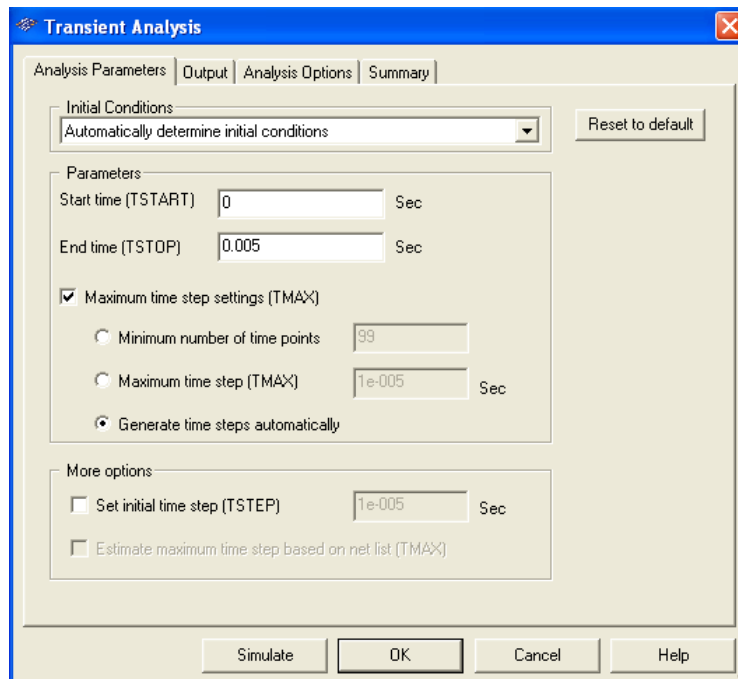 Transient Analysis
Analysis Parameters Output Analysis Options Summary
Initial Conditions
Automatically determine initial conditions
Reset to default
Parameters
Start time (TSTART) 0 Sec
End time (TSTOP) 0.005 Sec
Maximum time step settings (TMAX)
Minimum number of time points 99
Maximum time step (TMAX) 1e-005 Sec
Generate time steps automatically
More options
Set initial time step (TSTEP) 1e-005 Sec
Estimate maximum time step based on net list (TMAX)
Simulate OK Cancel Help